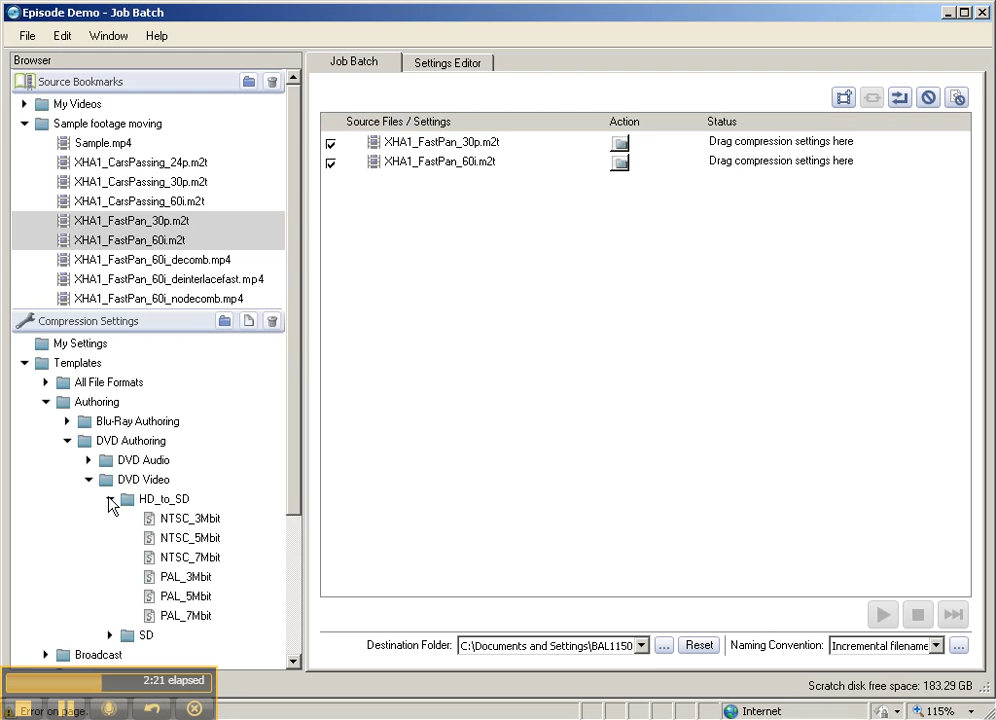 Episode Demo - Job Batch
File Edit Window Help
Browser
Job Batch
Settings Editor
Source Bookmarks
My Videos
Sample footage moving
Sample.mp4
XHA1_CarsPassing_24p.m2t
XHA1_CarsPassing_30p.m2t
XHA1_CarsPassing_60i.m2t
XHA1_FastPan_30p.m2t
XHA1_FastPan_60i.m2t
XHA1_FastPan_60i_decomb.mp4
XHA1_FastPan_60i_deinterlacefast.mp4
XHA1_FastPan_60i_nodecomb.mp4
Source Files / Settings Action Status
XHA1_FastPan_30p.m2t Drag compression settings here
XHA1_FastPan_60i.m2t Drag compression settings here
Compression Settings
My Settings
Templates
All File Formats
Authoring
Blu-Ray Authoring
DVD Authoring
DVD Audio
DVD Video
HD_to_SD
NTSC_3Mbit
NTSC_5Mbit
NTSC_7Mbit
PAL_3Mbit
PAL_5Mbit
PAL_7Mbit
SD
Broadcast
Destination Folder: C:\Documents and Settings\BAL1150 ... Reset Naming Convention: Incremental filename ...
Scratch disk free space: 183.29 GB
2:21 elapsed
Error on page.
Internet
115%